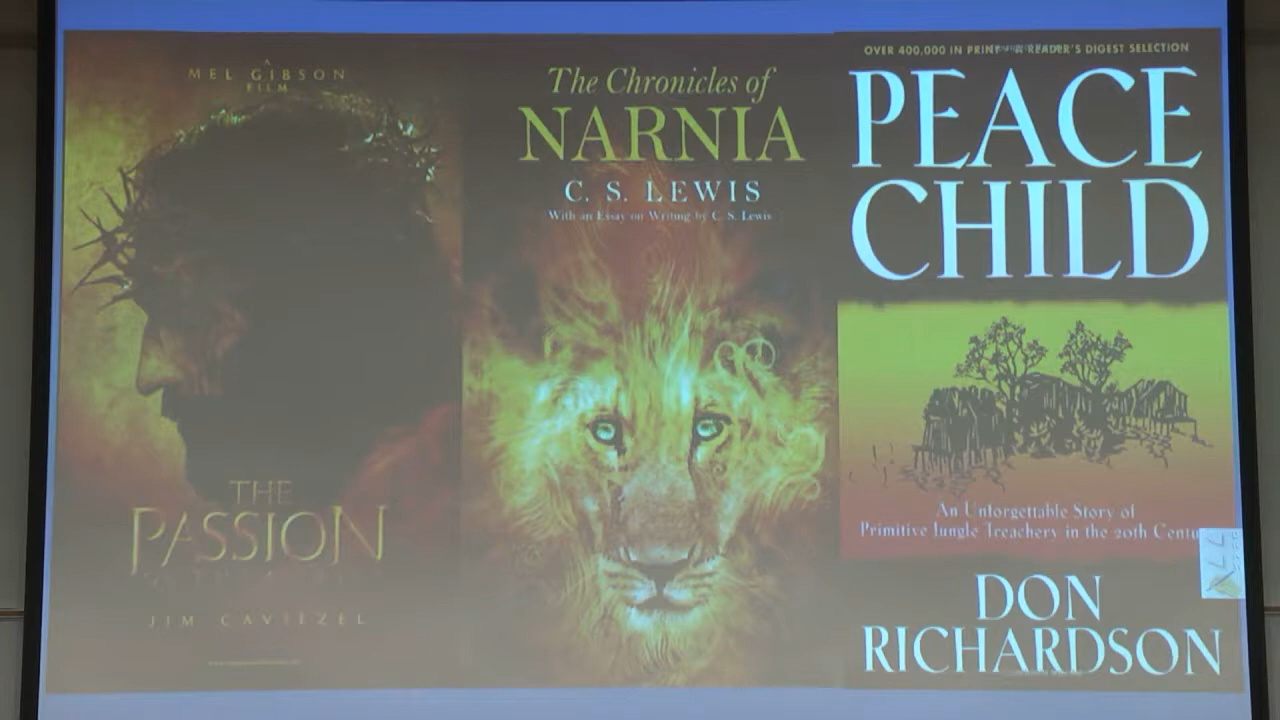 A
MEL GIBSON
FILM
THE
PASSION
JIM CAVIEZEL
The Chronicles of
NARNIA
C. S. LEWIS
With an Essay on Writing by C. S. Lewis
OVER 400,000 IN PRINT A READER'S DIGEST SELECTION
PEACE
CHILD
An Unforgettable Story of
Primitive Jungle Treachery in the 20th Centu
DON
RICHARDSON